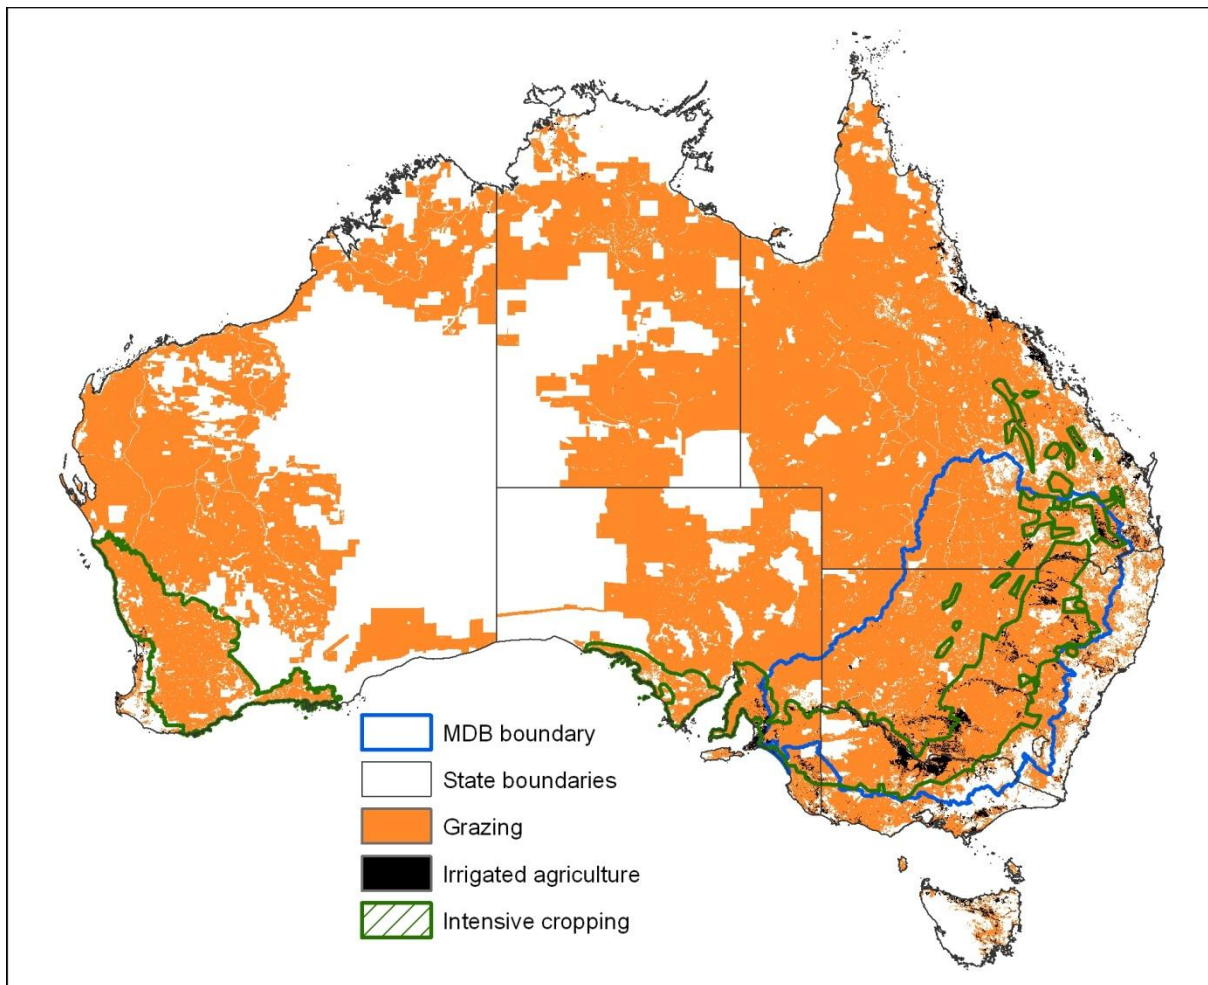 MDB boundary
State boundaries
Grazing
Irrigated agriculture
Intensive cropping